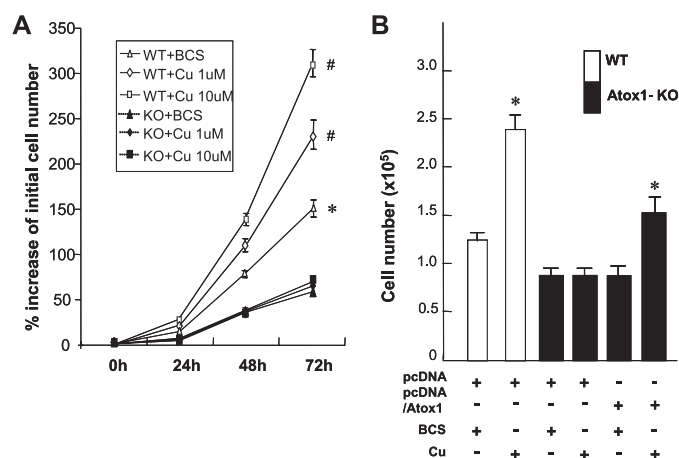 A
% increase of initial cell number
350
300
250
200
150
100
50
0
WT+BCS
WT+Cu 1uM
WT+Cu 10uM
KO+BCS
KO+Cu 1uM
KO+Cu 10uM
#
#
*
0h 24h 48h 72h
B
Cell number (x10⁵)
3.0
2.5
2.0
1.5
1.0
0.5
0
WT
Atox1- KO
*
*
pcDNA + + + + - -
pcDNA
/Atox1 - - - - + +
BCS + - + - + -
Cu - + - + - +